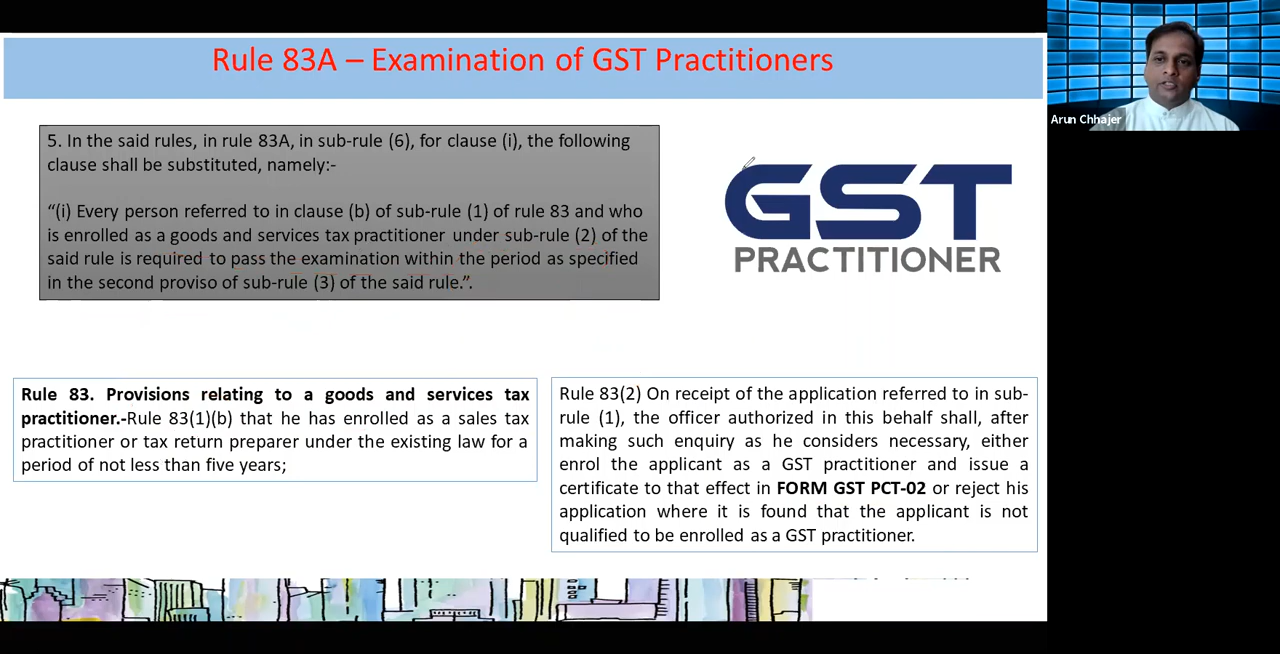 Rule 83A – Examination of GST Practitioners
Arun Chhajer
5. In the said rules, in rule 83A, in sub-rule (6), for clause (i), the following
clause shall be substituted, namely:-
“(i) Every person referred to in clause (b) of sub-rule (1) of rule 83 and who
is enrolled as a goods and services tax practitioner under sub-rule (2) of the
said rule is required to pass the examination within the period as specified
in the second proviso of sub-rule (3) of the said rule.”.
GST
PRACTITIONER
Rule 83. Provisions relating to a goods and services tax
practitioner.-Rule 83(1)(b) that he has enrolled as a sales tax
practitioner or tax return preparer under the existing law for a
period of not less than five years;
Rule 83(2) On receipt of the application referred to in sub-
rule (1), the officer authorized in this behalf shall, after
making such enquiry as he considers necessary, either
enrol the applicant as a GST practitioner and issue a
certificate to that effect in FORM GST PCT-02 or reject his
application where it is found that the applicant is not
qualified to be enrolled as a GST practitioner.